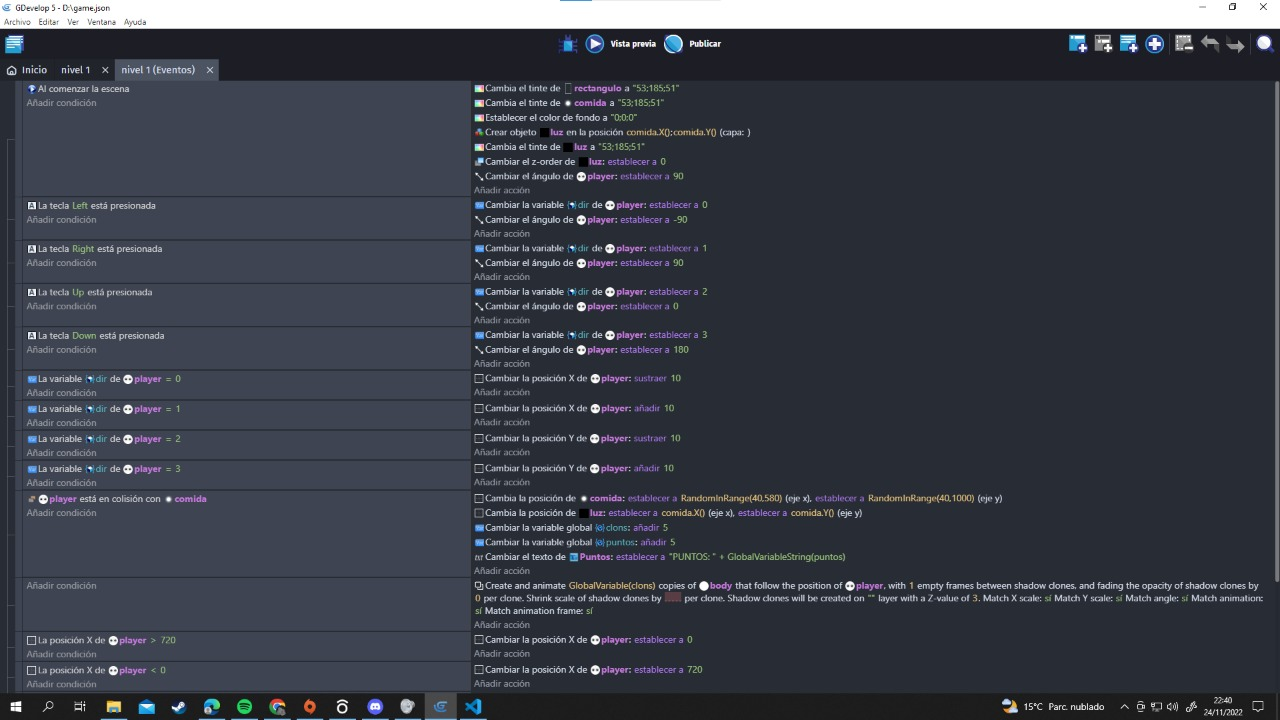 GDevelop 5 - D:\game.json
Archivo Editar Ver Ventana Ayuda
Vista previa Publicar
Inicio nivel 1 nivel 1 (Eventos)
Al comenzar la escena
Añadir condición
Cambia el tinte de rectangulo a "53;185;51"
Cambia el tinte de comida a "53;185;51"
Establecer el color de fondo a "0;0;0"
Crear objeto luz en la posición comida.X();comida.Y() (capa: )
Cambia el tinte de luz a "53;185;51"
Cambiar el z-order de luz: establecer a 0
Cambiar el ángulo de player: establecer a 90
Añadir acción
La tecla Left está presionada
Añadir condición
Cambiar la variable dir de player: establecer a 0
Cambiar el ángulo de player: establecer a -90
Añadir acción
La tecla Right está presionada
Añadir condición
Cambiar la variable dir de player: establecer a 1
Cambiar el ángulo de player: establecer a 90
Añadir acción
La tecla Up está presionada
Añadir condición
Cambiar la variable dir de player: establecer a 2
Cambiar el ángulo de player: establecer a 0
Añadir acción
La tecla Down está presionada
Añadir condición
Cambiar la variable dir de player: establecer a 3
Cambiar el ángulo de player: establecer a 180
Añadir acción
La variable dir de player = 0
Añadir condición
Cambiar la posición X de player: sustraer 10
Añadir acción
La variable dir de player = 1
Añadir condición
Cambiar la posición X de player: añadir 10
Añadir acción
La variable dir de player = 2
Añadir condición
Cambiar la posición Y de player: sustraer 10
Añadir acción
La variable dir de player = 3
Añadir condición
Cambiar la posición Y de player: añadir 10
Añadir acción
player está en colisión con comida
Añadir condición
Cambia la posición de comida: establecer a RandomInRange(40,580) (eje x), establecer a RandomInRange(40,1000) (eje y)
Cambia la posición de luz: establecer a comida.X() (eje x), establecer a comida.Y() (eje y)
Cambiar la variable global clons: añadir 5
Cambiar la variable global puntos: añadir 5
Cambiar el texto de Puntos: establecer a "PUNTOS: " + GlobalVariableString(puntos)
Añadir acción
Añadir condición
Create and animate GlobalVariable(clons) copies of body that follow the position of player, with 1 empty frames between shadow clones, and fading the opacity of shadow clones by
0 per clone. Shrink scale of shadow clones by per clone. Shadow clones will be created on "" layer with a Z-value of 3. Match X scale: sí Match Y scale: sí Match angle: sí Match animation:
sí Match animation frame: sí
Añadir acción
La posición X de player > 720
Añadir condición
Cambiar la posición X de player: establecer a 0
Añadir acción
La posición X de player < 0
Añadir condición
Cambiar la posición X de player: establecer a 720
Añadir acción
15°C Parc. nublado
22:40
24/11/2022